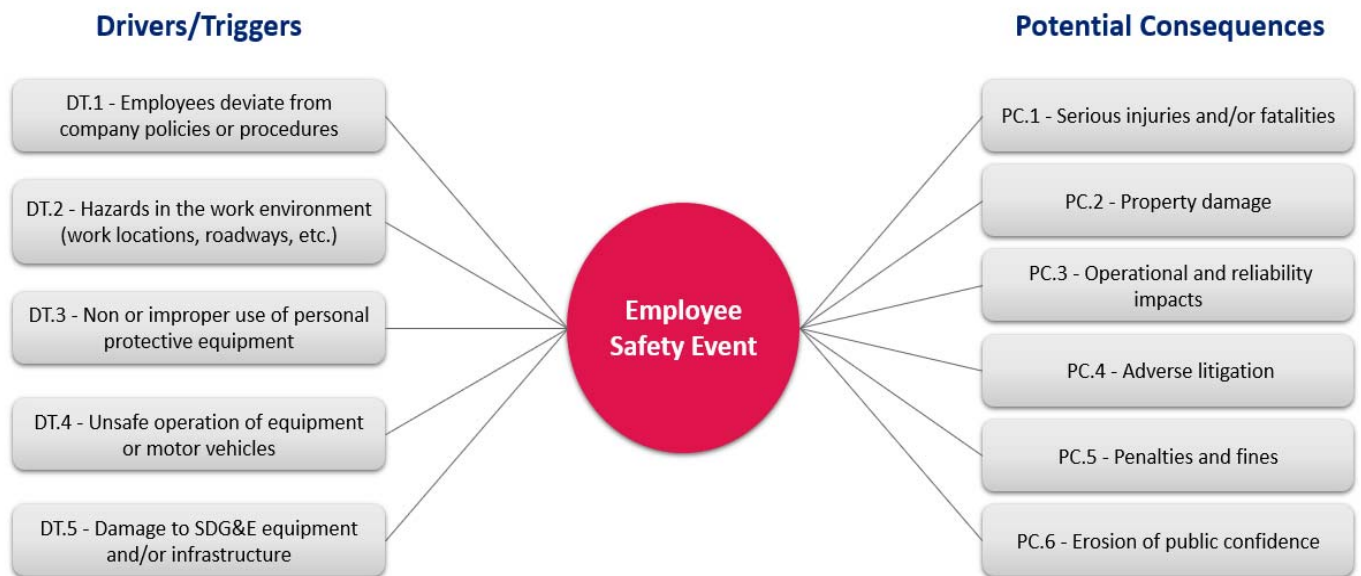 Drivers/Triggers
DT.1 - Employees deviate from
company policies or procedures
DT.2 - Hazards in the work environment
(work locations, roadways, etc.)
DT.3 - Non or improper use of personal
protective equipment
DT.4 - Unsafe operation of equipment
or motor vehicles
DT.5 - Damage to SDG&E equipment
and/or infrastructure
Employee
Safety Event
Potential Consequences
PC.1 - Serious injuries and/or fatalities
PC.2 - Property damage
PC.3 - Operational and reliability
impacts
PC.4 - Adverse litigation
PC.5 - Penalties and fines
PC.6 - Erosion of public confidence